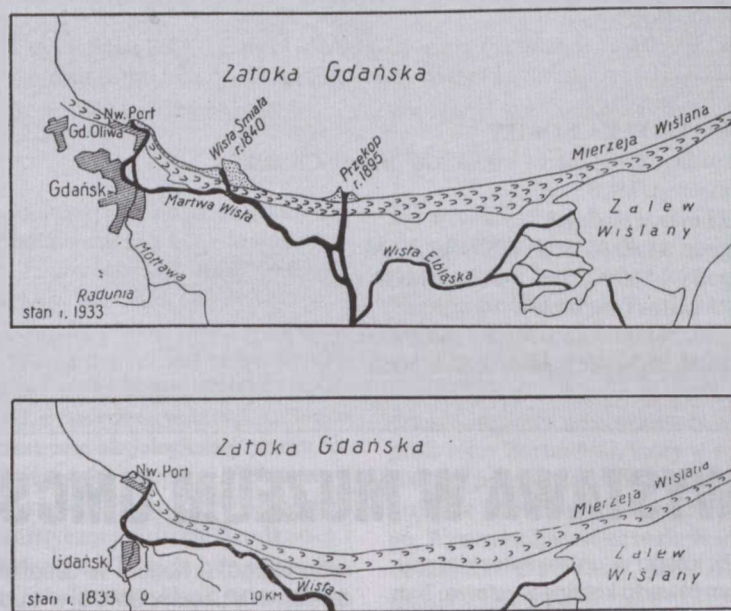 Zatoka Gdańska
Nw. Port
Gd. Oliwa
Wisła Śmiała
r. 1840
Przekop
r. 1895
Mierzeja Wiślana
Gdańsk
Martwa Wisła
Zalew
Wiślany
Wisła Elbląska
Motława
Radunia
stan r. 1933
Zatoka Gdańska
Nw. Port
Mierzeja Wiślana
Gdańsk
Zalew
Wiślany
Wisła
stan r. 1833
0 10 KM